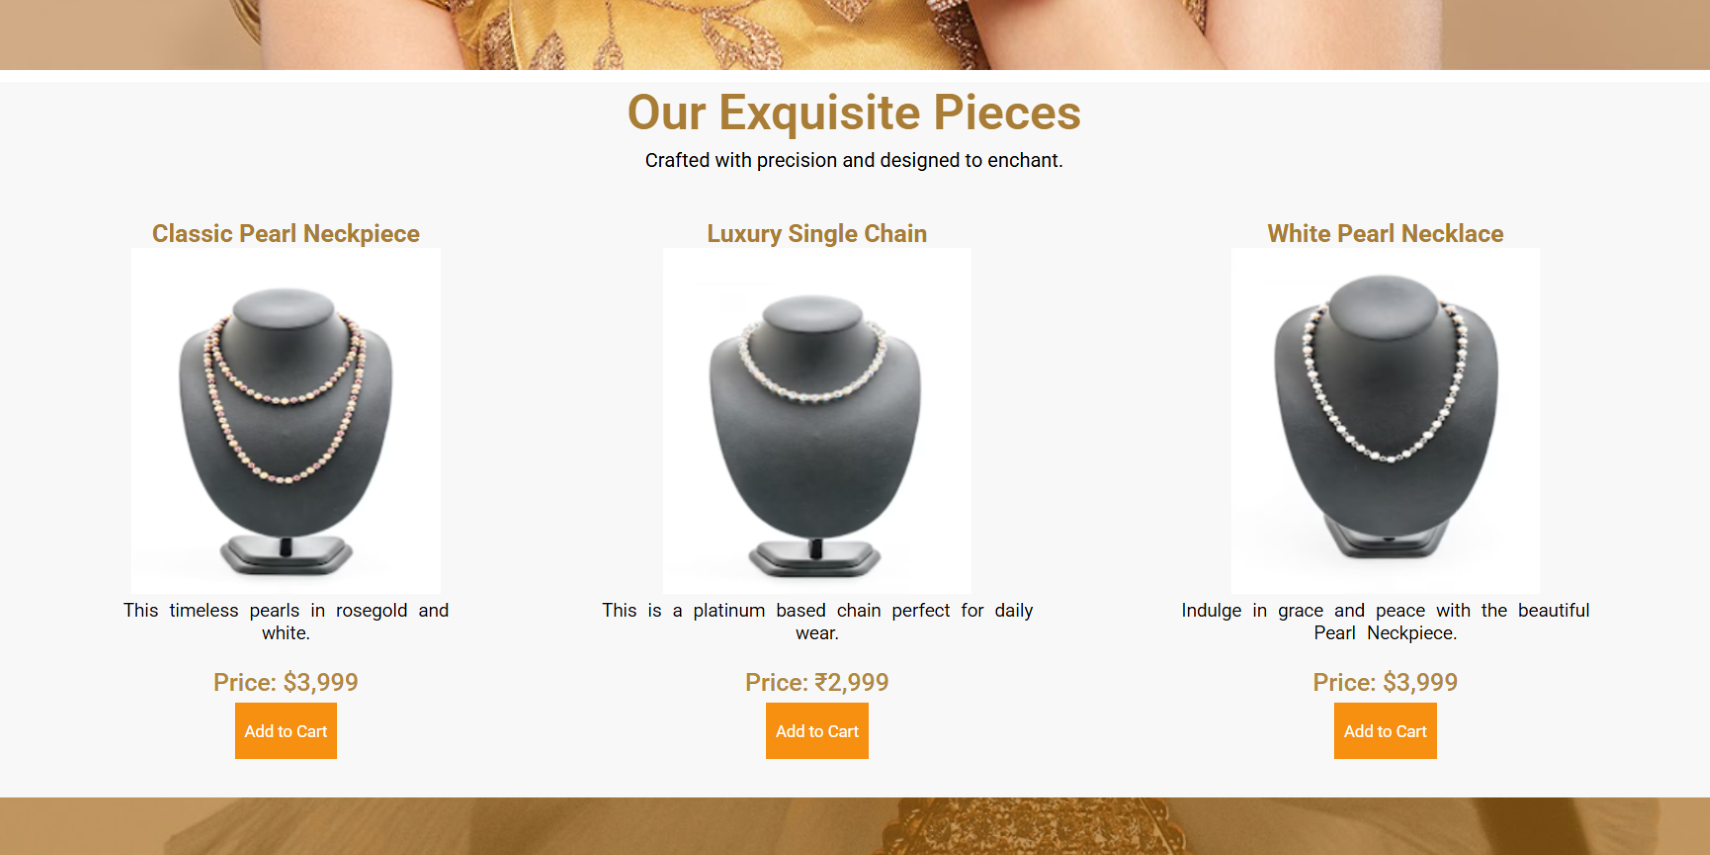 Our Exquisite Pieces
Crafted with precision and designed to enchant.
Classic Pearl Neckpiece
This timeless pearls in rosegold and
white.
Price: $3,999
Add to Cart
Luxury Single Chain
This is a platinum based chain perfect for daily
wear.
Price: ₹2,999
Add to Cart
White Pearl Necklace
Indulge in grace and peace with the beautiful
Pearl Neckpiece.
Price: $3,999
Add to Cart